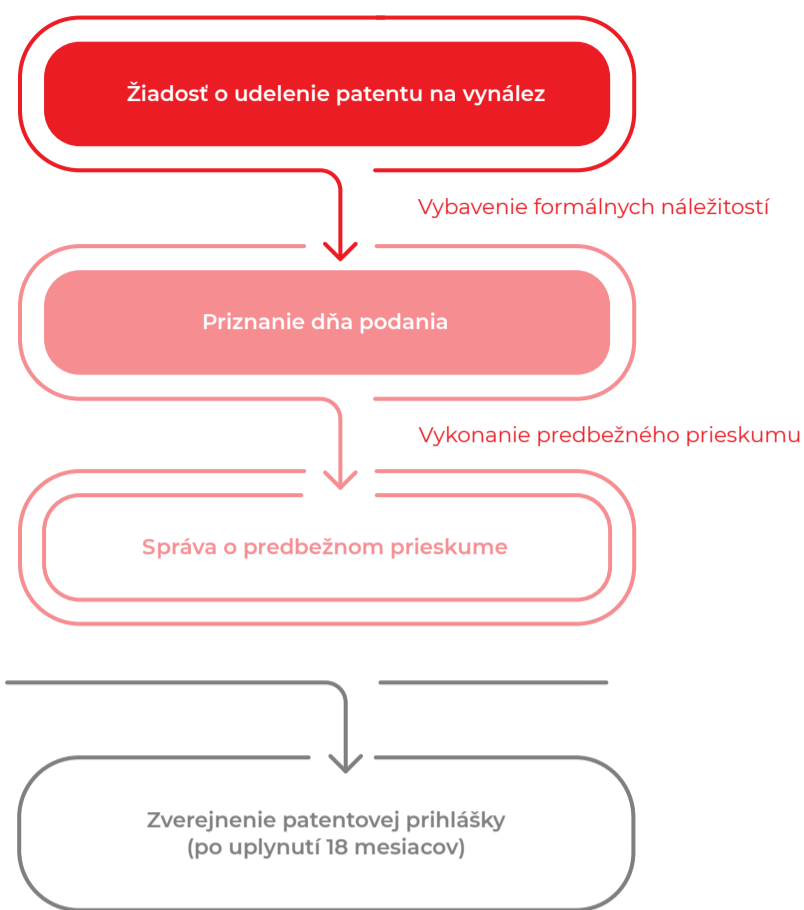 Žiadosť o udelenie patentu na vynález
Vybavenie formálnych náležitostí
Priznanie dňa podania
Vykonanie predbežného prieskumu
Správa o predbežnom prieskume
Zverejnenie patentovej prihlášky
(po uplynutí 18 mesiacov)